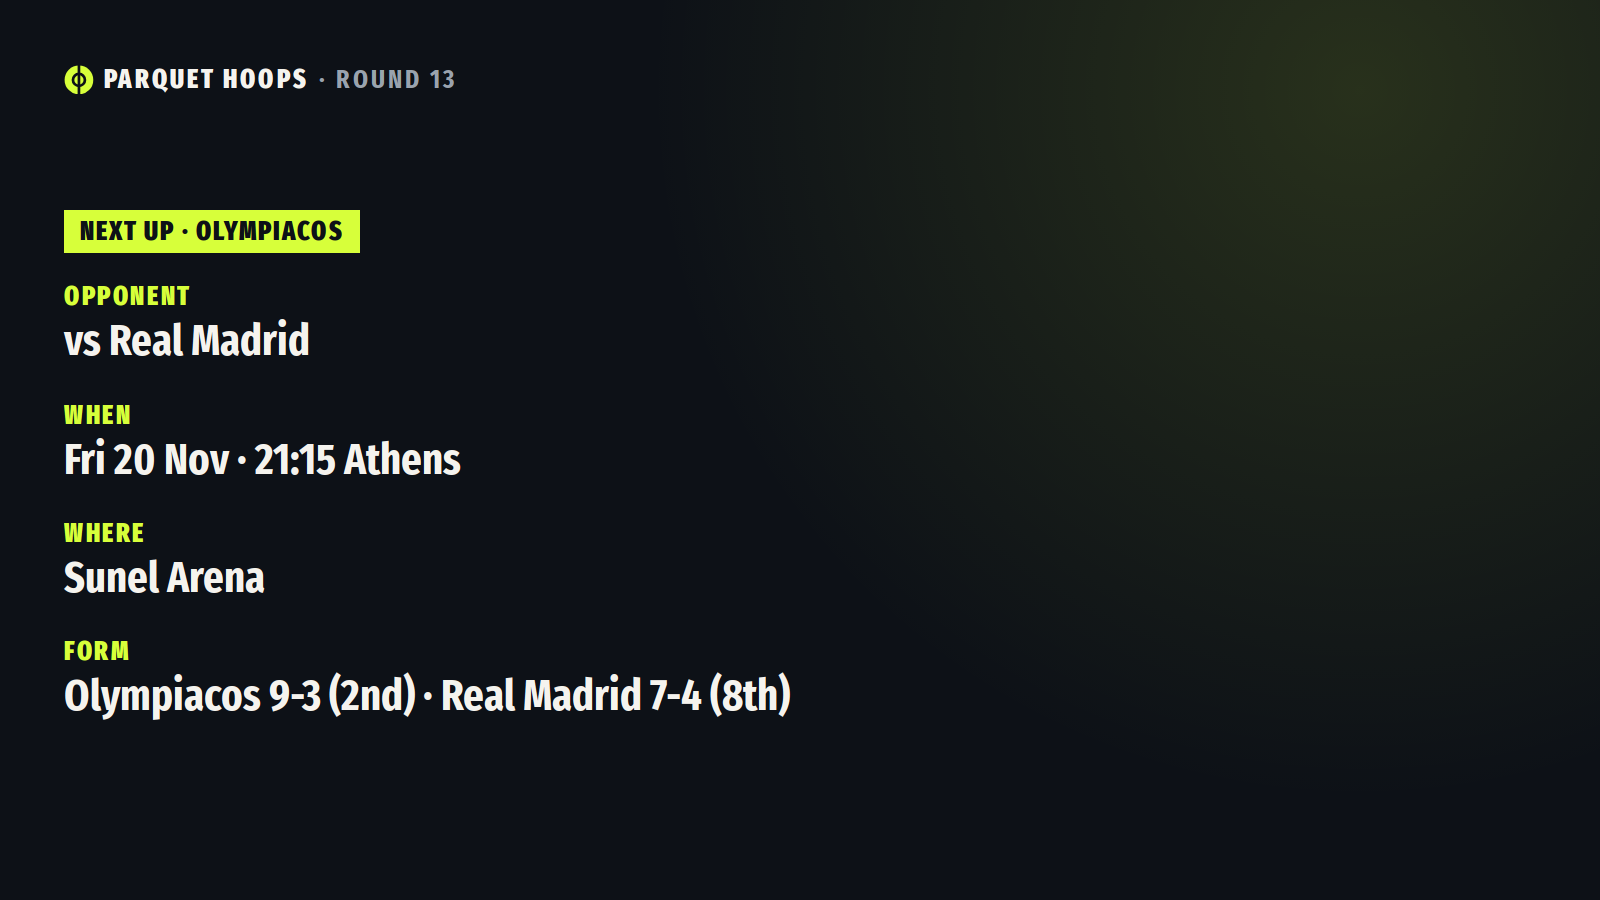 PARQUET HOOPS · ROUND 13
NEXT UP · OLYMPIACOS
OPPONENT
vs Real Madrid
WHEN
Fri 20 Nov · 21:15 Athens
WHERE
Sunel Arena
FORM
Olympiacos 9-3 (2nd) · Real Madrid 7-4 (8th)